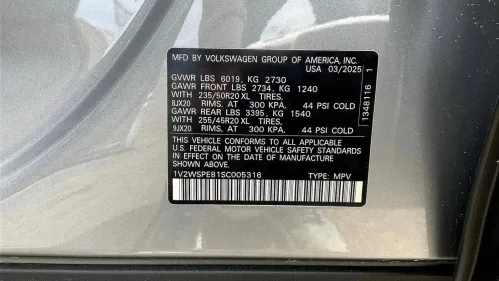 MFD BY VOLKSWAGEN GROUP OF AMERICA, INC.
USA 03/2025
GVWR LBS 6019, KG 2730
GAWR FRONT LBS 2734, KG 1240
WITH 235/50R20 XL TIRES,
8JX20 RIMS, AT 300 KPA, 44 PSI COLD
GAWR REAR LBS 3395, KG 1540
WITH 255/45R20 XL TIRES,
9JX20 RIMS, AT 300 KPA, 44 PSI COLD
THIS VEHICLE CONFORMS TO ALL APPLICABLE
U.S. FEDERAL MOTOR VEHICLE SAFETY STANDARDS
IN EFFECT ON THE DATE OF MANUFACTURE
SHOWN ABOVE.
1V2WSPE81SC005316 TYPE: MPV
1348116 1